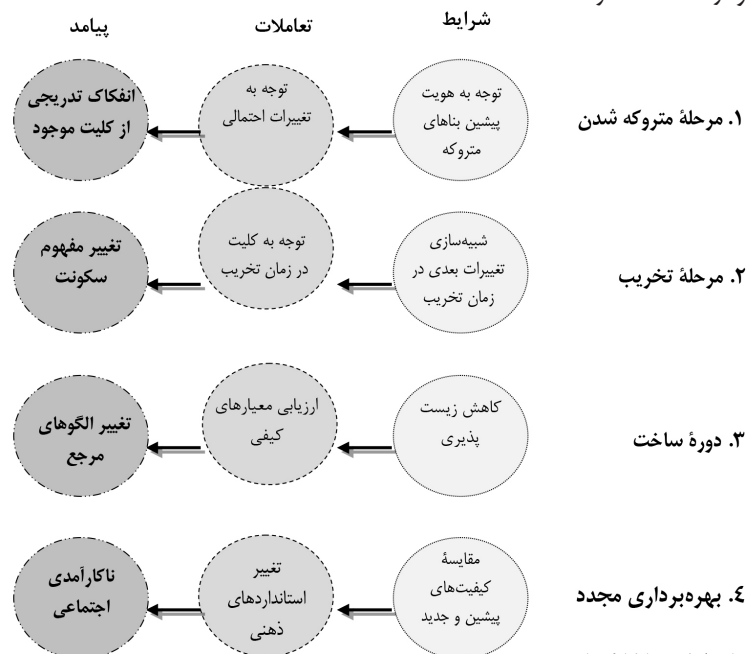 شرایط
تعاملات
پیامد
۱. مرحلهٔ متروکه شدن
توجه به هویت
پیشین بناهای
متروکه
توجه به
تغییرات احتمالی
انفکاک تدریجی
از کلیت موجود
۲. مرحلهٔ تخریب
شبیه‌سازی
تغییرات بعدی در
زمان تخریب
توجه به کلیت
در زمان تخریب
تغییر مفهوم
سکونت
۳. دورهٔ ساخت
کاهش زیست
پذیری
ارزیابی معیارهای
کیفی
تغییر الگوهای
مرجع
٤. بهره‌برداری مجدد
مقایسهٔ
کیفیت‌های
پیشین و جدید
تغییر
استانداردهای
ذهنی
ناکارآمدی
اجتماعی